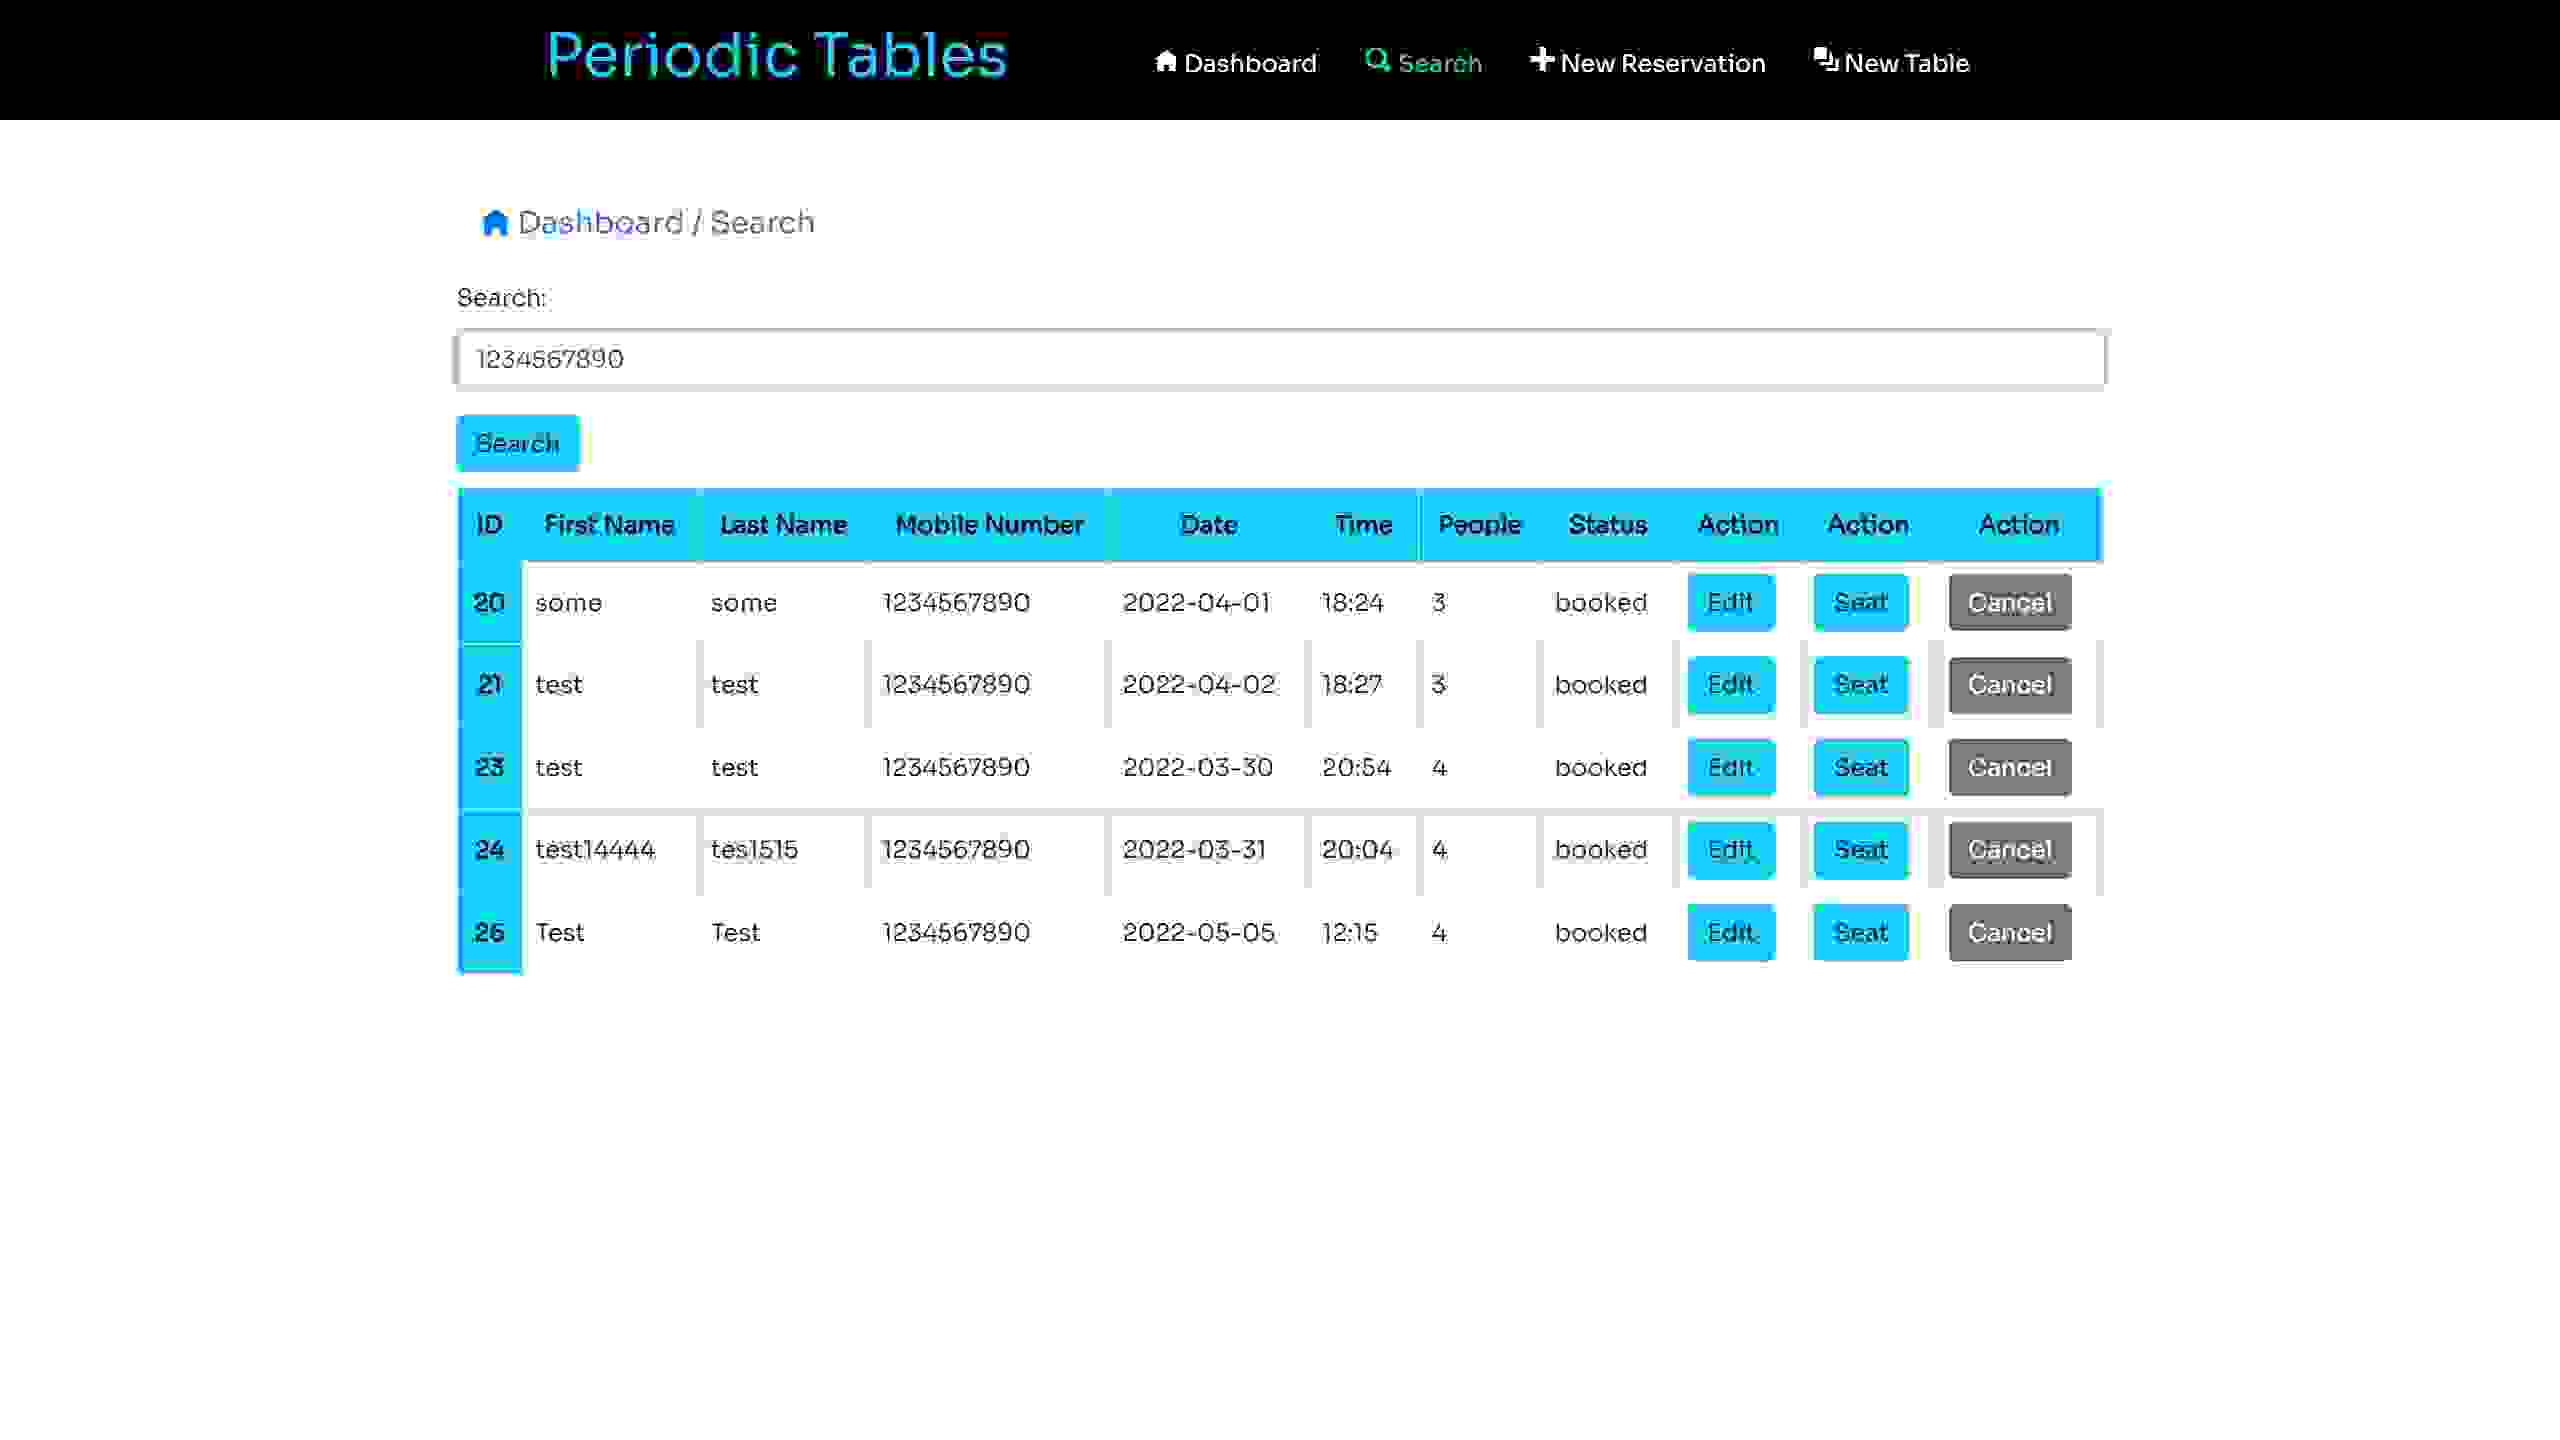 Periodic Tables Dashboard Search New Reservation New Table
Dashboard / Search
Search:
1234567890
Search
ID First Name Last Name Mobile Number Date Time People Status Action Action Action
20 some some 1234567890 2022-04-01 18:24 3 booked Edit Seat Cancel
21 test test 1234567890 2022-04-02 18:27 3 booked Edit Seat Cancel
23 test test 1234567890 2022-03-30 20:54 4 booked Edit Seat Cancel
24 test14444 tes1515 1234567890 2022-03-31 20:04 4 booked Edit Seat Cancel
26 Test Test 1234567890 2022-05-05 12:15 4 booked Edit Seat Cancel